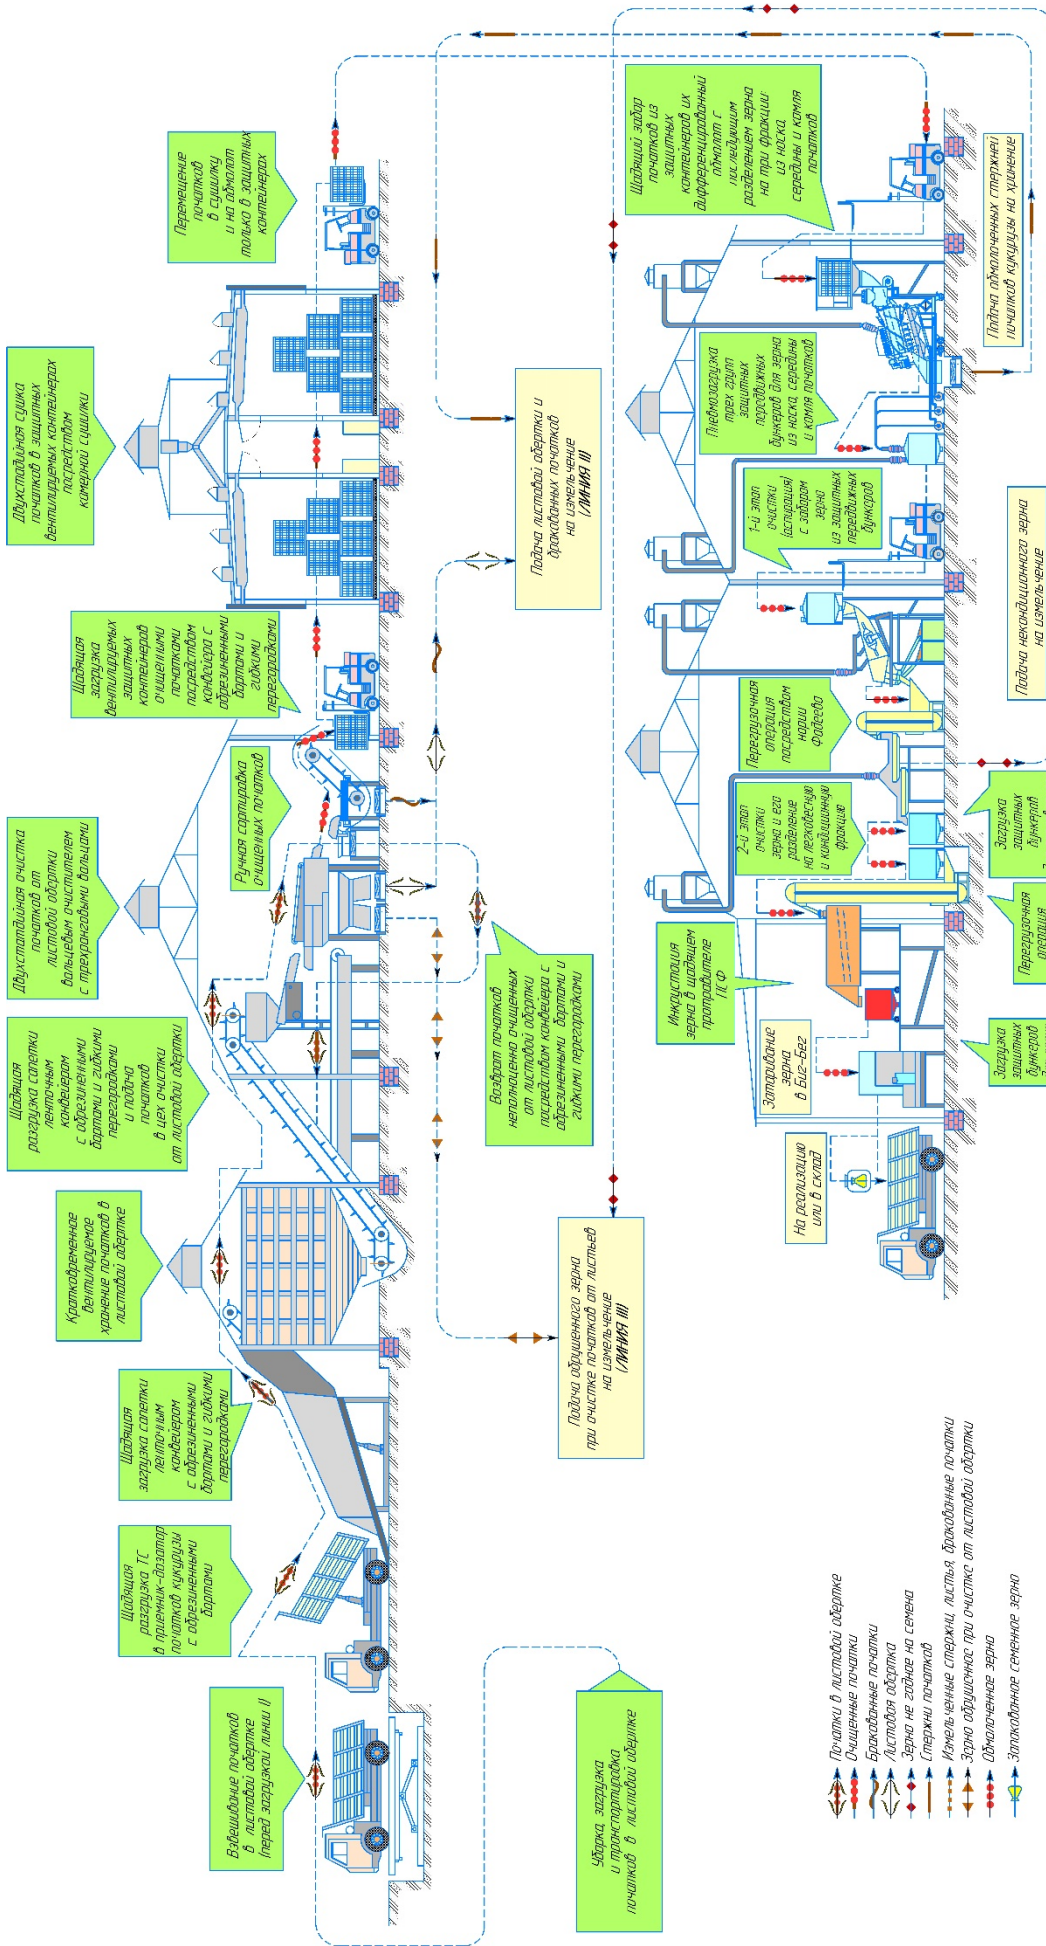 Взвешивание початков
в листовой обертке
(перед загрузкой линии I)
Щадящая
разгрузка ТС
в приемник-дозатор
початков кукурузы
с обрезиненными
бортами
Щадящая
загрузка сапетки
ленточным
конвейером
с обрезиненными
бортами и гибкими
перегородками
Кратковременное
вентилируемое
хранение початков в
листовой обертке
Щадящая
разгрузка сапетки
ленточным
конвейером
с обрезиненными
бортами и гибкими
перегородками
и подача
початков
в цех очистки
от листовой обертки
Двухстатдийная очистка
початков от
листовой обертки
вальцевым очистителем
с трехранговыми вальцами
Ручная сортировка
очищенных початков
Щадящая
загрузка
вентилируемых
защитных
контейнеров
очищенными
початками
посредством
конвейера с
обрезиненными
бортами и
гибкими
перегородками
Двухстадийная сушка
початков в защитных
вентилируемых контейнерах
посредством
камерной сушилки
Перемещение
початков
в сушилку
и на обмолот
только в защитных
контейнерах
Уборка, загрузка
и транспортировка
початков в листовой обертке
Подача обрушенного зерна
при очистке початков от листьев
на измельчение
(ЛИНИЯ III)
Возврат початков
неполноценно очищенных
от листовой обертки
посредством конвейера с
обрезиненными бортами и
гибкими перегородками
Подача листовой обертки и
бракованных початков
на измельчение
(ЛИНИЯ II)
Щадящий забор
початков из
защитных
контейнеров их
дифференцированный
обмолот с
последующим
разделением зерна
на три фракции:
из носка,
середины и комля
початков
Пневмозагрузка
трех групп
защитных
передвижных
бункеров для зерна
из носка, середины
и комля початков
1-й этап
очистки
(аспирация)
с забором
зерна
из защитных
передвижных
бункеров
Перегрузочная
операция
посредством
нории
Фадеева
2-й этап
очистки
зерна и его
разделение
на легковесную
и кондиционную
фракцию
Инкрустация
зерна в щадящем
протравителе
ПСФ
Затаривание
зерна
в Биг-Бег
На реализацию
или в склад
Загрузка
защитных
бункеров
Перегрузочная
операция
Загрузка
защитных
бункеров
Подача некондиционного зерна
на измельчение
Подача обмолоченных стержней
початков кукурузы на хранение
Початки в листовой обертке
Очищенные початки
Бракованные початки
Листовая обертка
Зерно не годное на семена
Стержни початков
Измельченные стержни, листья, бракованные початки
Зерно обрушенное при очистке от листовой обертки
Обмолоченное зерно
Запакованное семенное зерно